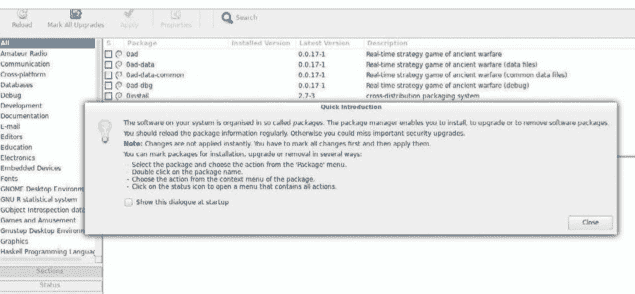 Reload Mark All Upgrades Apply Properties Search
All
Amateur Radio
Communication
Cross-platform
Databases
Debug
Development
Documentation
E-mail
Editors
Education
Electronics
Embedded Devices
Fonts
GNOME Desktop Environm
GNU R statistical system
GObject Introspection data
Games and Amusement
Gnustep Desktop Environm
Graphics
Haskell Programming Languag
Sections
Status
S Package Installed Version Latest Version Description
0ad 0.0.17-1 Real-time strategy game of ancient warfare
0ad-data 0.0.17-1 Real-time strategy game of ancient warfare (data files)
0ad-data-common 0.0.17-1 Real-time strategy game of ancient warfare (common data files)
0ad-dbg 0.0.17-1 Real-time strategy game of ancient warfare (debug)
0install 2.7-3 cross-distribution packaging system
Quick Introduction
The software on your system is organised in so called packages. The package manager enables you to install, to upgrade or to remove software packages.
You should reload the package information regularly. Otherwise you could miss important security upgrades.
Note: Changes are not applied instantly. You have to mark all changes first and then apply them.
You can mark packages for installation, upgrade or removal in several ways:
- Select the package and choose the action from the 'Package' menu.
- Double click on the package name.
- Choose the action from the context menu of the package.
- Click on the status icon to open a menu that contains all actions.
Show this dialogue at startup
Close